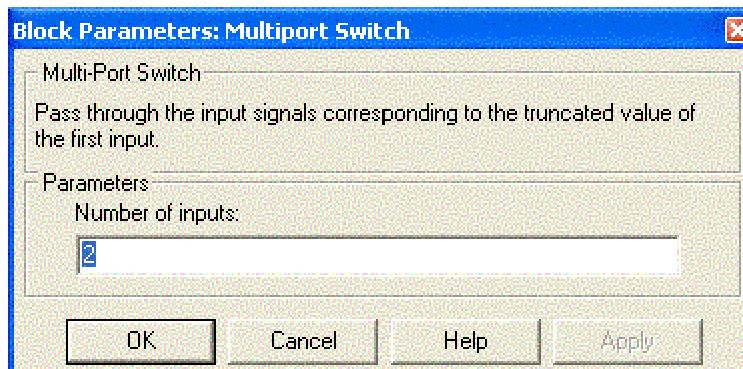 Block Parameters: Multiport Switch
Multi-Port Switch
Pass through the input signals corresponding to the truncated value of
the first input.
Parameters
Number of inputs:
2
OK Cancel Help Apply